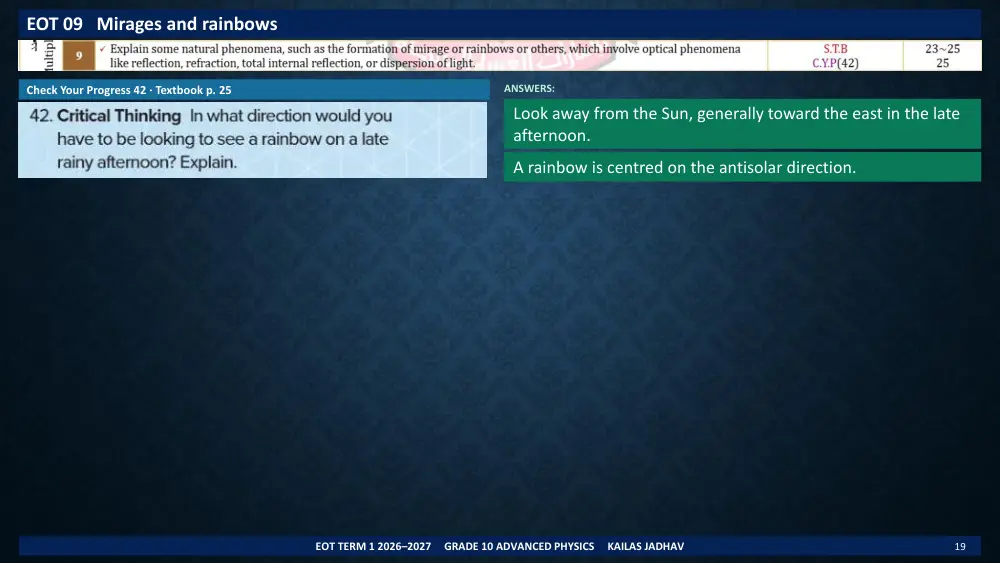 EOT 09 Mirages and rainbows
9
✓ Explain some natural phenomena, such as the formation of mirage or rainbows or others, which involve optical phenomena
like reflection, refraction, total internal reflection, or dispersion of light.
S.T.B
C.Y.P(42)
23~25
25
Check Your Progress 42 · Textbook p. 25
42. Critical Thinking In what direction would you
have to be looking to see a rainbow on a late
rainy afternoon? Explain.
ANSWERS:
Look away from the Sun, generally toward the east in the late
afternoon.
A rainbow is centred on the antisolar direction.
EOT TERM 1 2026–2027 GRADE 10 ADVANCED PHYSICS KAILAS JADHAV
19